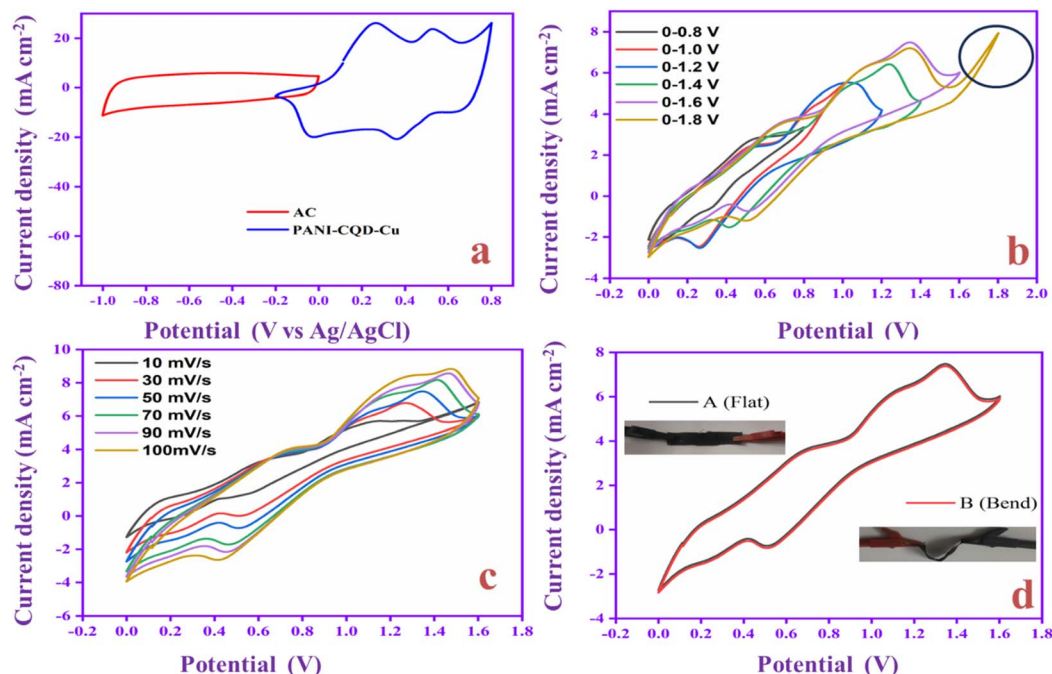 Current density (mA cm-2)
20
0
-20
-40
-60
-80
AC
PANI-CQD-Cu
a
-1.0
-0.8
-0.6
-0.4
-0.2
0.0
0.2
0.4
0.6
0.8
Potential (V vs Ag/AgCl)
Current density (mA cm-2)
8
6
4
2
0
-2
-4
0-0.8 V
0-1.0 V
0-1.2 V
0-1.4 V
0-1.6 V
0-1.8 V
b
-0.2
0.0
0.2
0.4
0.6
0.8
1.0
1.2
1.4
1.6
1.8
2.0
Potential (V)
Current density (mA cm-2)
10
8
6
4
2
0
-2
-4
-6
10 mV/s
30 mV/s
50 mV/s
70 mV/s
90 mV/s
100mV/s
c
-0.2
0.0
0.2
0.4
0.6
0.8
1.0
1.2
1.4
1.6
1.8
Potential (V)
Current density (mA cm-2)
8
6
4
2
0
-2
-4
A (Flat)
B (Bend)
d
-0.2
0.0
0.2
0.4
0.6
0.8
1.0
1.2
1.4
1.6
1.8
Potential (V)